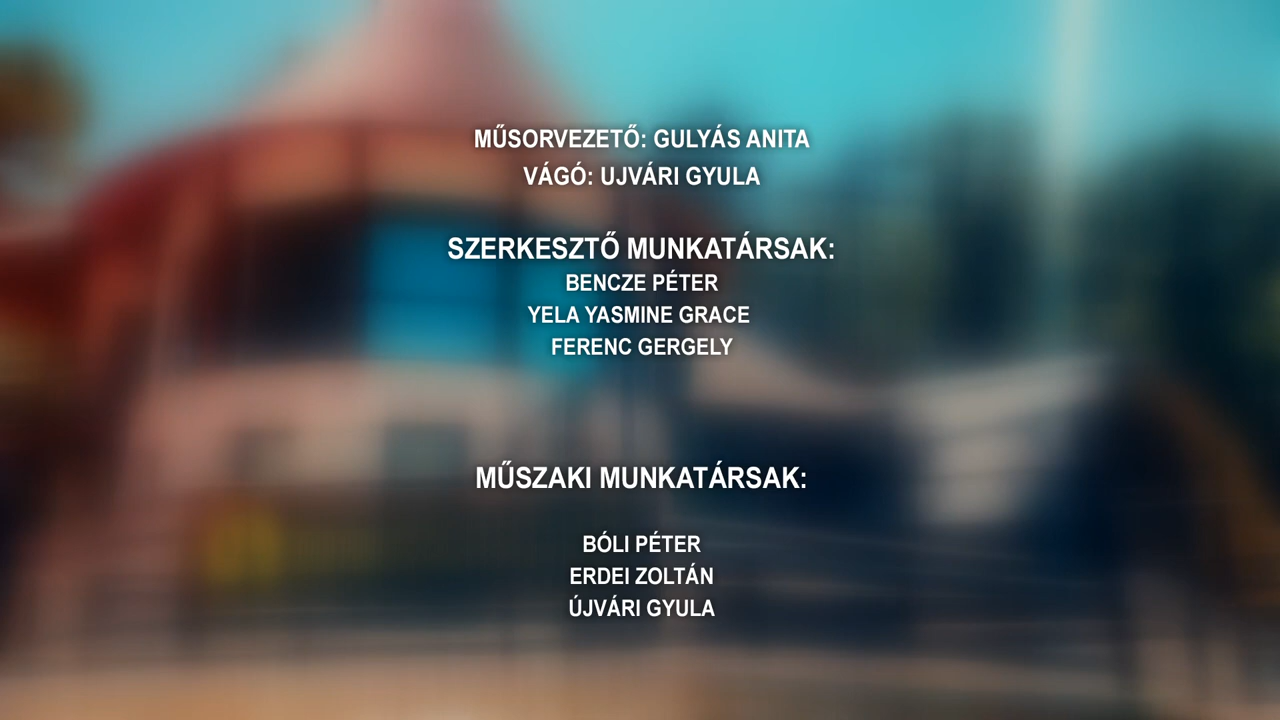 MŰSORVEZETŐ: GULYÁS ANITA
VÁGÓ: UJVÁRI GYULA
SZERKESZTŐ MUNKATÁRSAK:
BENCZE PÉTER
YELA YASMINE GRACE
FERENC GERGELY
MŰSZAKI MUNKATÁRSAK:
BÓLI PÉTER
ERDEI ZOLTÁN
ÚJVÁRI GYULA